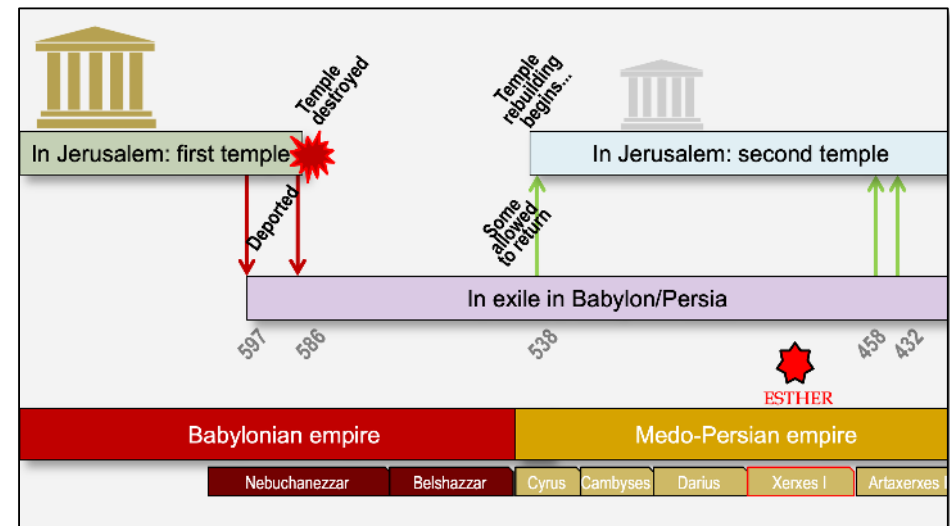 Temple
destroyed
Temple
rebuilding
begins...
In Jerusalem: first temple
In Jerusalem: second temple
Deported
Some
allowed
to return
In exile in Babylon/Persia
597
586
538
458
432
ESTHER
Babylonian empire
Medo-Persian empire
Nebuchanezzar
Belshazzar
Cyrus
Cambyses
Darius
Xerxes I
Artaxerxes I